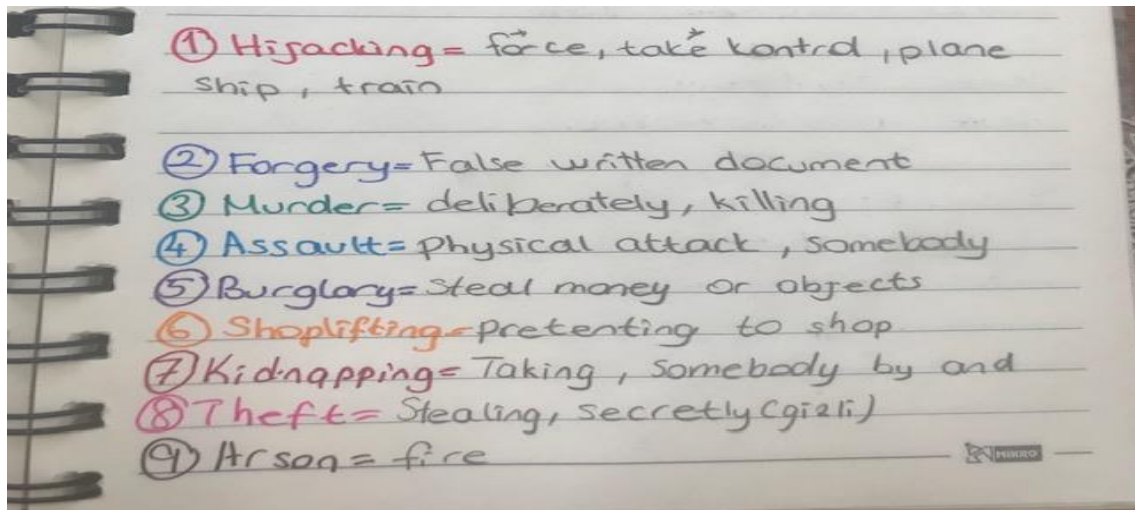 ① Hijacking = force, take kontrol, plane
ship, train
② Forgery = False written document
③ Murder = deliberately, killing
④ Assault = Physical attack, somebody
⑤ Burglary = Steal money or objects
⑥ Shoplifting = pretenting to shop
⑦ Kidnapping = Taking, somebody by and
⑧ Theft = Stealing, secretly (gizli)
⑨ Arson = fire
MIKRO